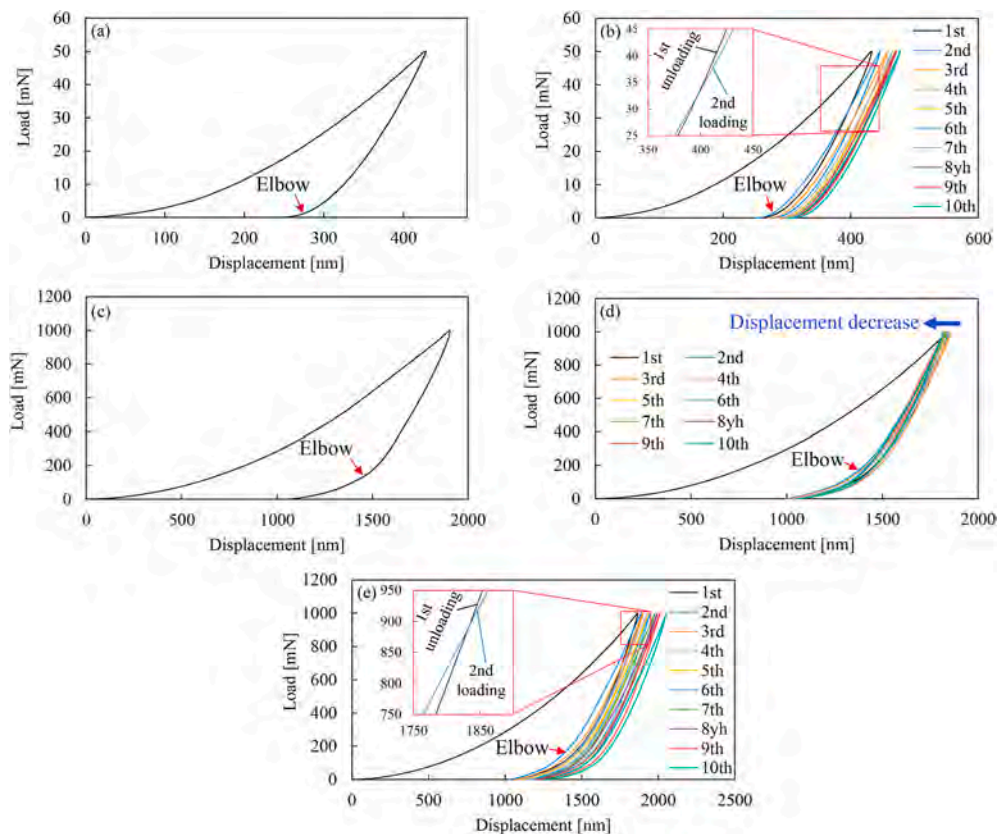 (a)
Load [mN]
60
50
40
30
20
10
0
Elbow
0 100 200 300 400
Displacement [nm]
(b)
Load [mN]
60
50
40
30
20
10
0
45
40
35
30
25
1st
unloading
2nd
loading
350 400 450
Elbow
1st
2nd
3rd
4th
5th
6th
7th
8yh
9th
10th
0 200 400 600
Displacement [nm]
(c)
Load [mN]
1200
1000
800
600
400
200
0
Elbow
0 500 1000 1500 2000
Displacement [nm]
(d)
Load [mN]
1200
1000
800
600
400
200
0
Displacement decrease
1st 2nd
3rd 4th
5th 6th
7th 8yh
9th 10th
Elbow
0 500 1000 1500 2000
Displacement [nm]
(e)
Load [mN]
1200
1000
800
600
400
200
0
950
900
850
800
750
1st
unloading
2nd
loading
1750 1850
Elbow
1st
2nd
3rd
4th
5th
6th
7th
8yh
9th
10th
0 500 1000 1500 2000 2500
Displacement [nm]